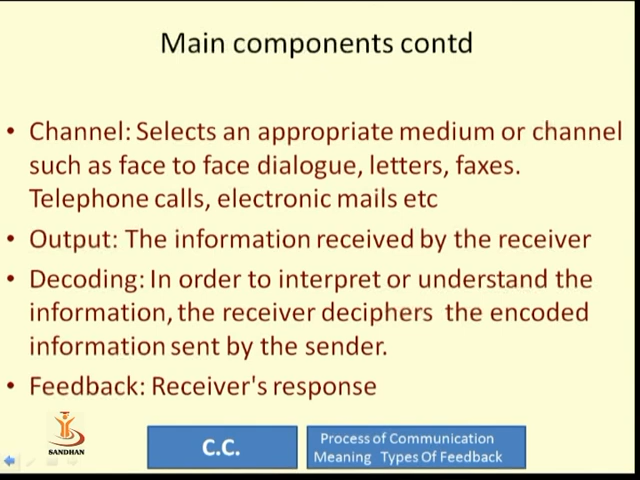 Main components contd
• Channel: Selects an appropriate medium or channel
such as face to face dialogue, letters, faxes.
Telephone calls, electronic mails etc
• Output: The information received by the receiver
• Decoding: In order to interpret or understand the
information, the receiver deciphers the encoded
information sent by the sender.
• Feedback: Receiver's response
SANDHAN
C.C.
Process of Communication
Meaning Types Of Feedback